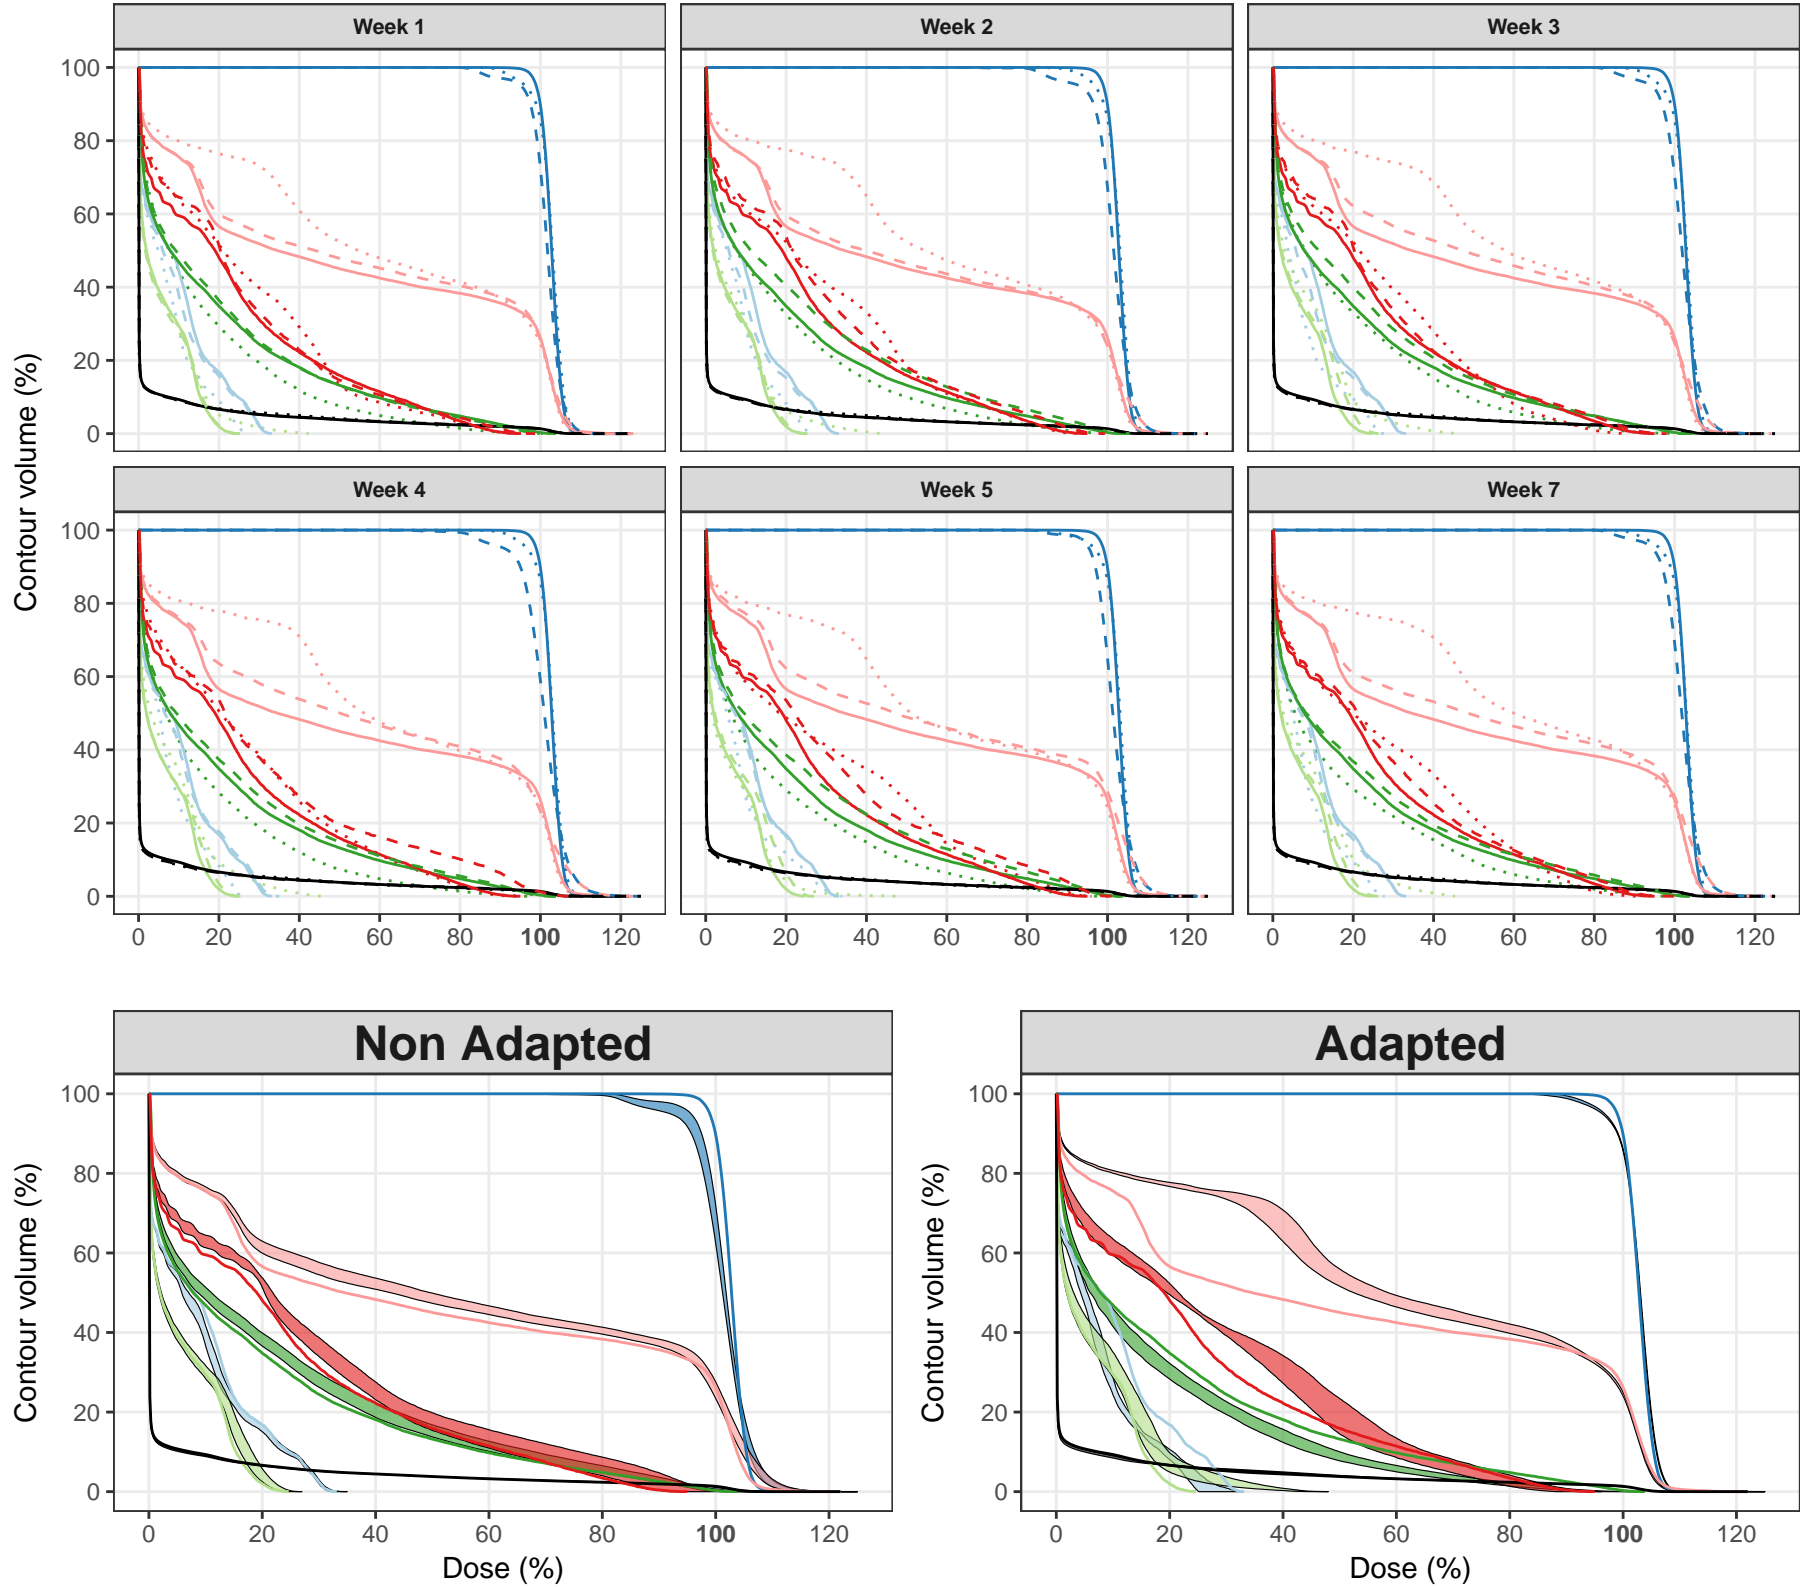 Week 1 Week 2 Week 3
100
80
60
40
20
0
Week 4 Week 5 Week 7
100
80
60
40
20
0
0 20 40 60 80 100 120 0 20 40 60 80 100 120 0 20 40 60 80 100 120
Contour volume (%)
Non Adapted Adapted
100 100
80 80
60 60
40 40
20 20
0 0
0 20 40 60 80 100 120 0 20 40 60 80 100 120
Dose (%) Dose (%)
Contour volume (%) Contour volume (%)